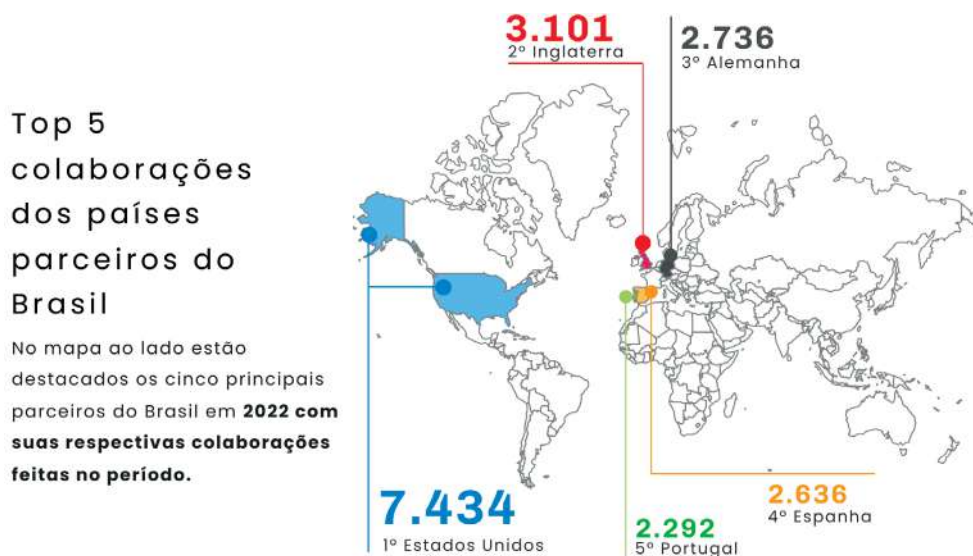 Top 5
colaborações
dos países
parceiros do
Brasil
No mapa ao lado estão
destacados os cinco principais
parceiros do Brasil em 2022 com
suas respectivas colaborações
feitas no período.
3.101
2º Inglaterra
2.736
3º Alemanha
7.434
1º Estados Unidos
2.292
5º Portugal
2.636
4º Espanha